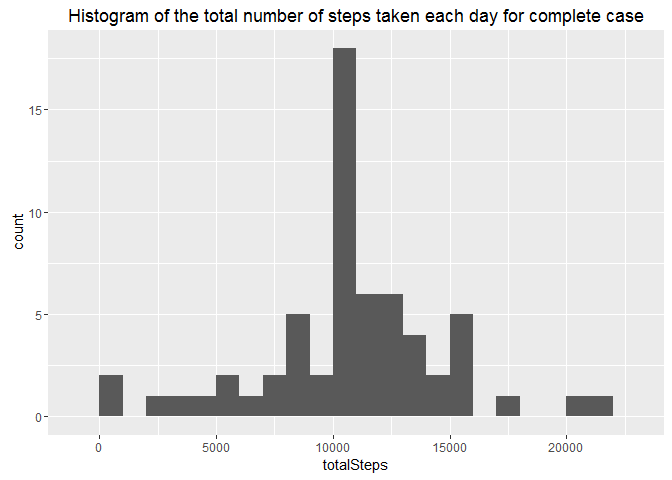 Histogram of the total number of steps taken each day for complete case
count
15
10
5
0
0 5000 10000 15000 20000
totalSteps